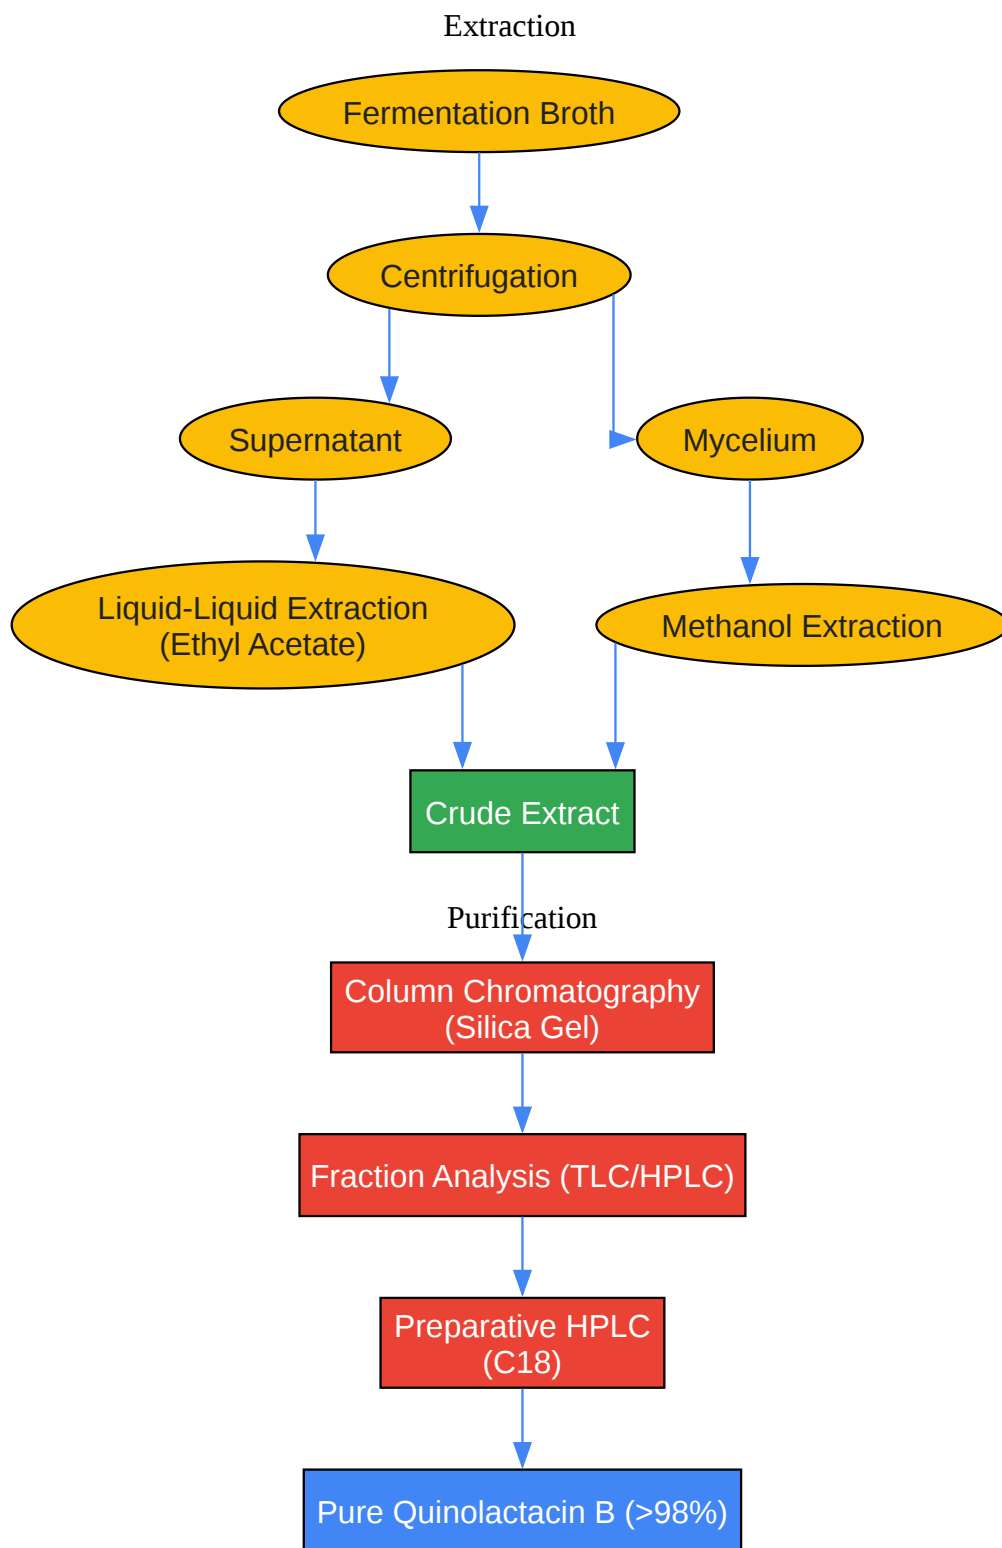 Extraction
Fermentation Broth
Centrifugation
Supernatant
Mycelium
Liquid-Liquid Extraction
(Ethyl Acetate)
Methanol Extraction
Crude Extract
Purification
Column Chromatography
(Silica Gel)
Fraction Analysis (TLC/HPLC)
Preparative HPLC
(C18)
Pure Quinolactacin B (>98%)